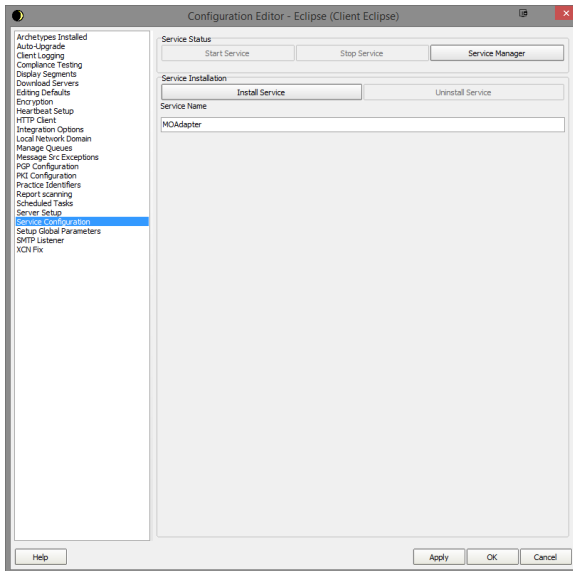 Configuration Editor - Eclipse (Client Eclipse)
Archetypes Installed
Auto-Upgrade
Client Logging
Compliance Testing
Display Segments
Download Servers
Editing Defaults
Encryption
Heartbeat Setup
HTTP Client
Integration Options
Local Network Domain
Manage Queues
Message Src Exceptions
PGP Configuration
PKI Configuration
Practice Identifiers
Report scanning
Scheduled Tasks
Server Setup
Service Configuration
Setup Global Parameters
SMTP Listener
XCN Fix
Service Status
Start Service Stop Service Service Manager
Service Installation
Install Service Uninstall Service
Service Name
MOAdapter
Help Apply OK Cancel